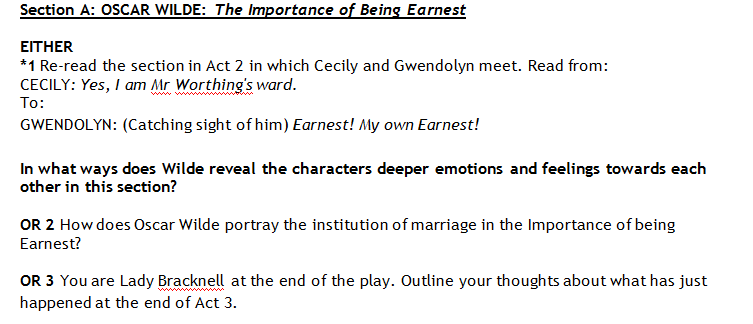 Section A: OSCAR WILDE: The Importance of Being Earnest
EITHER
*1 Re-read the section in Act 2 in which Cecily and Gwendolyn meet. Read from:
CECILY: Yes, I am Mr Worthing's ward.
To:
GWENDOLYN: (Catching sight of him) Earnest! My own Earnest!
In what ways does Wilde reveal the characters deeper emotions and feelings towards each
other in this section?
OR 2 How does Oscar Wilde portray the institution of marriage in the Importance of being
Earnest?
OR 3 You are Lady Bracknell at the end of the play. Outline your thoughts about what has just
happened at the end of Act 3.